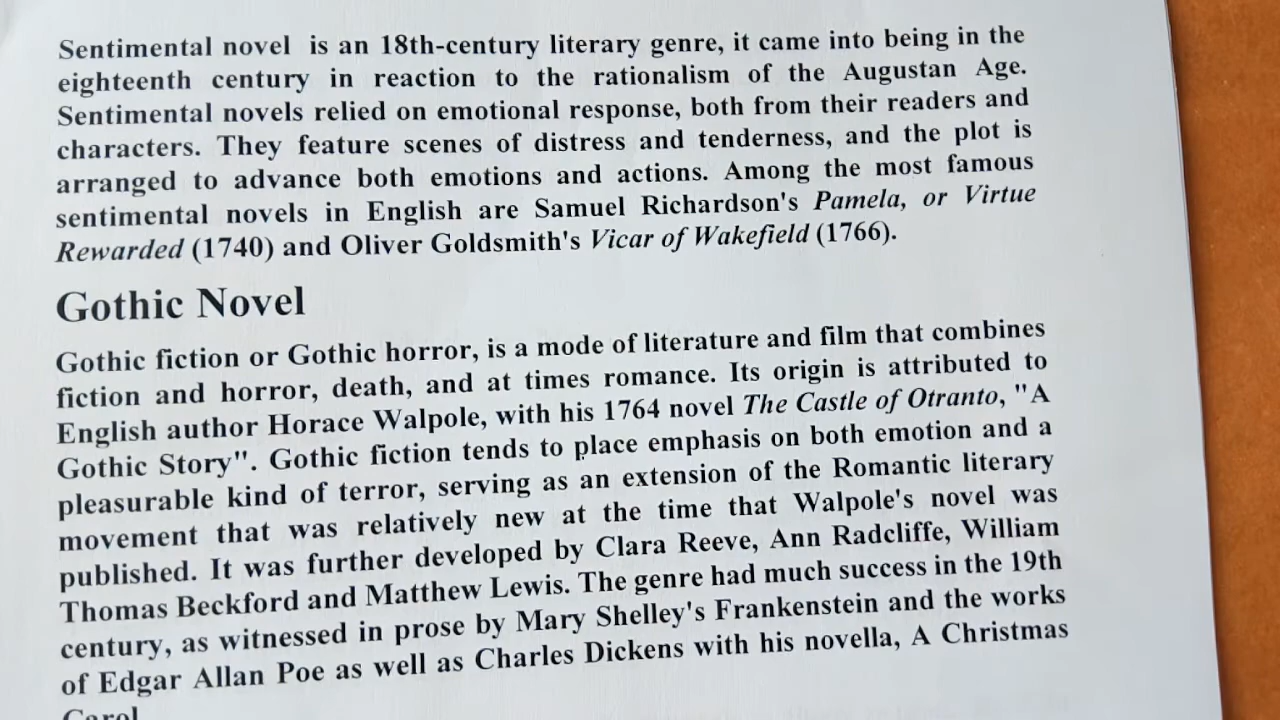 Sentimental novel is an 18th-century literary genre, it came into being in the
eighteenth century in reaction to the rationalism of the Augustan Age.
Sentimental novels relied on emotional response, both from their readers and
characters. They feature scenes of distress and tenderness, and the plot is
arranged to advance both emotions and actions. Among the most famous
sentimental novels in English are Samuel Richardson's Pamela, or Virtue
Rewarded (1740) and Oliver Goldsmith's Vicar of Wakefield (1766).
Gothic Novel
Gothic fiction or Gothic horror, is a mode of literature and film that combines
fiction and horror, death, and at times romance. Its origin is attributed to
English author Horace Walpole, with his 1764 novel The Castle of Otranto, "A
Gothic Story". Gothic fiction tends to place emphasis on both emotion and a
pleasurable kind of terror, serving as an extension of the Romantic literary
movement that was relatively new at the time that Walpole's novel was
published. It was further developed by Clara Reeve, Ann Radcliffe, William
Thomas Beckford and Matthew Lewis. The genre had much success in the 19th
century, as witnessed in prose by Mary Shelley's Frankenstein and the works
of Edgar Allan Poe as well as Charles Dickens with his novella, A Christmas
Carol